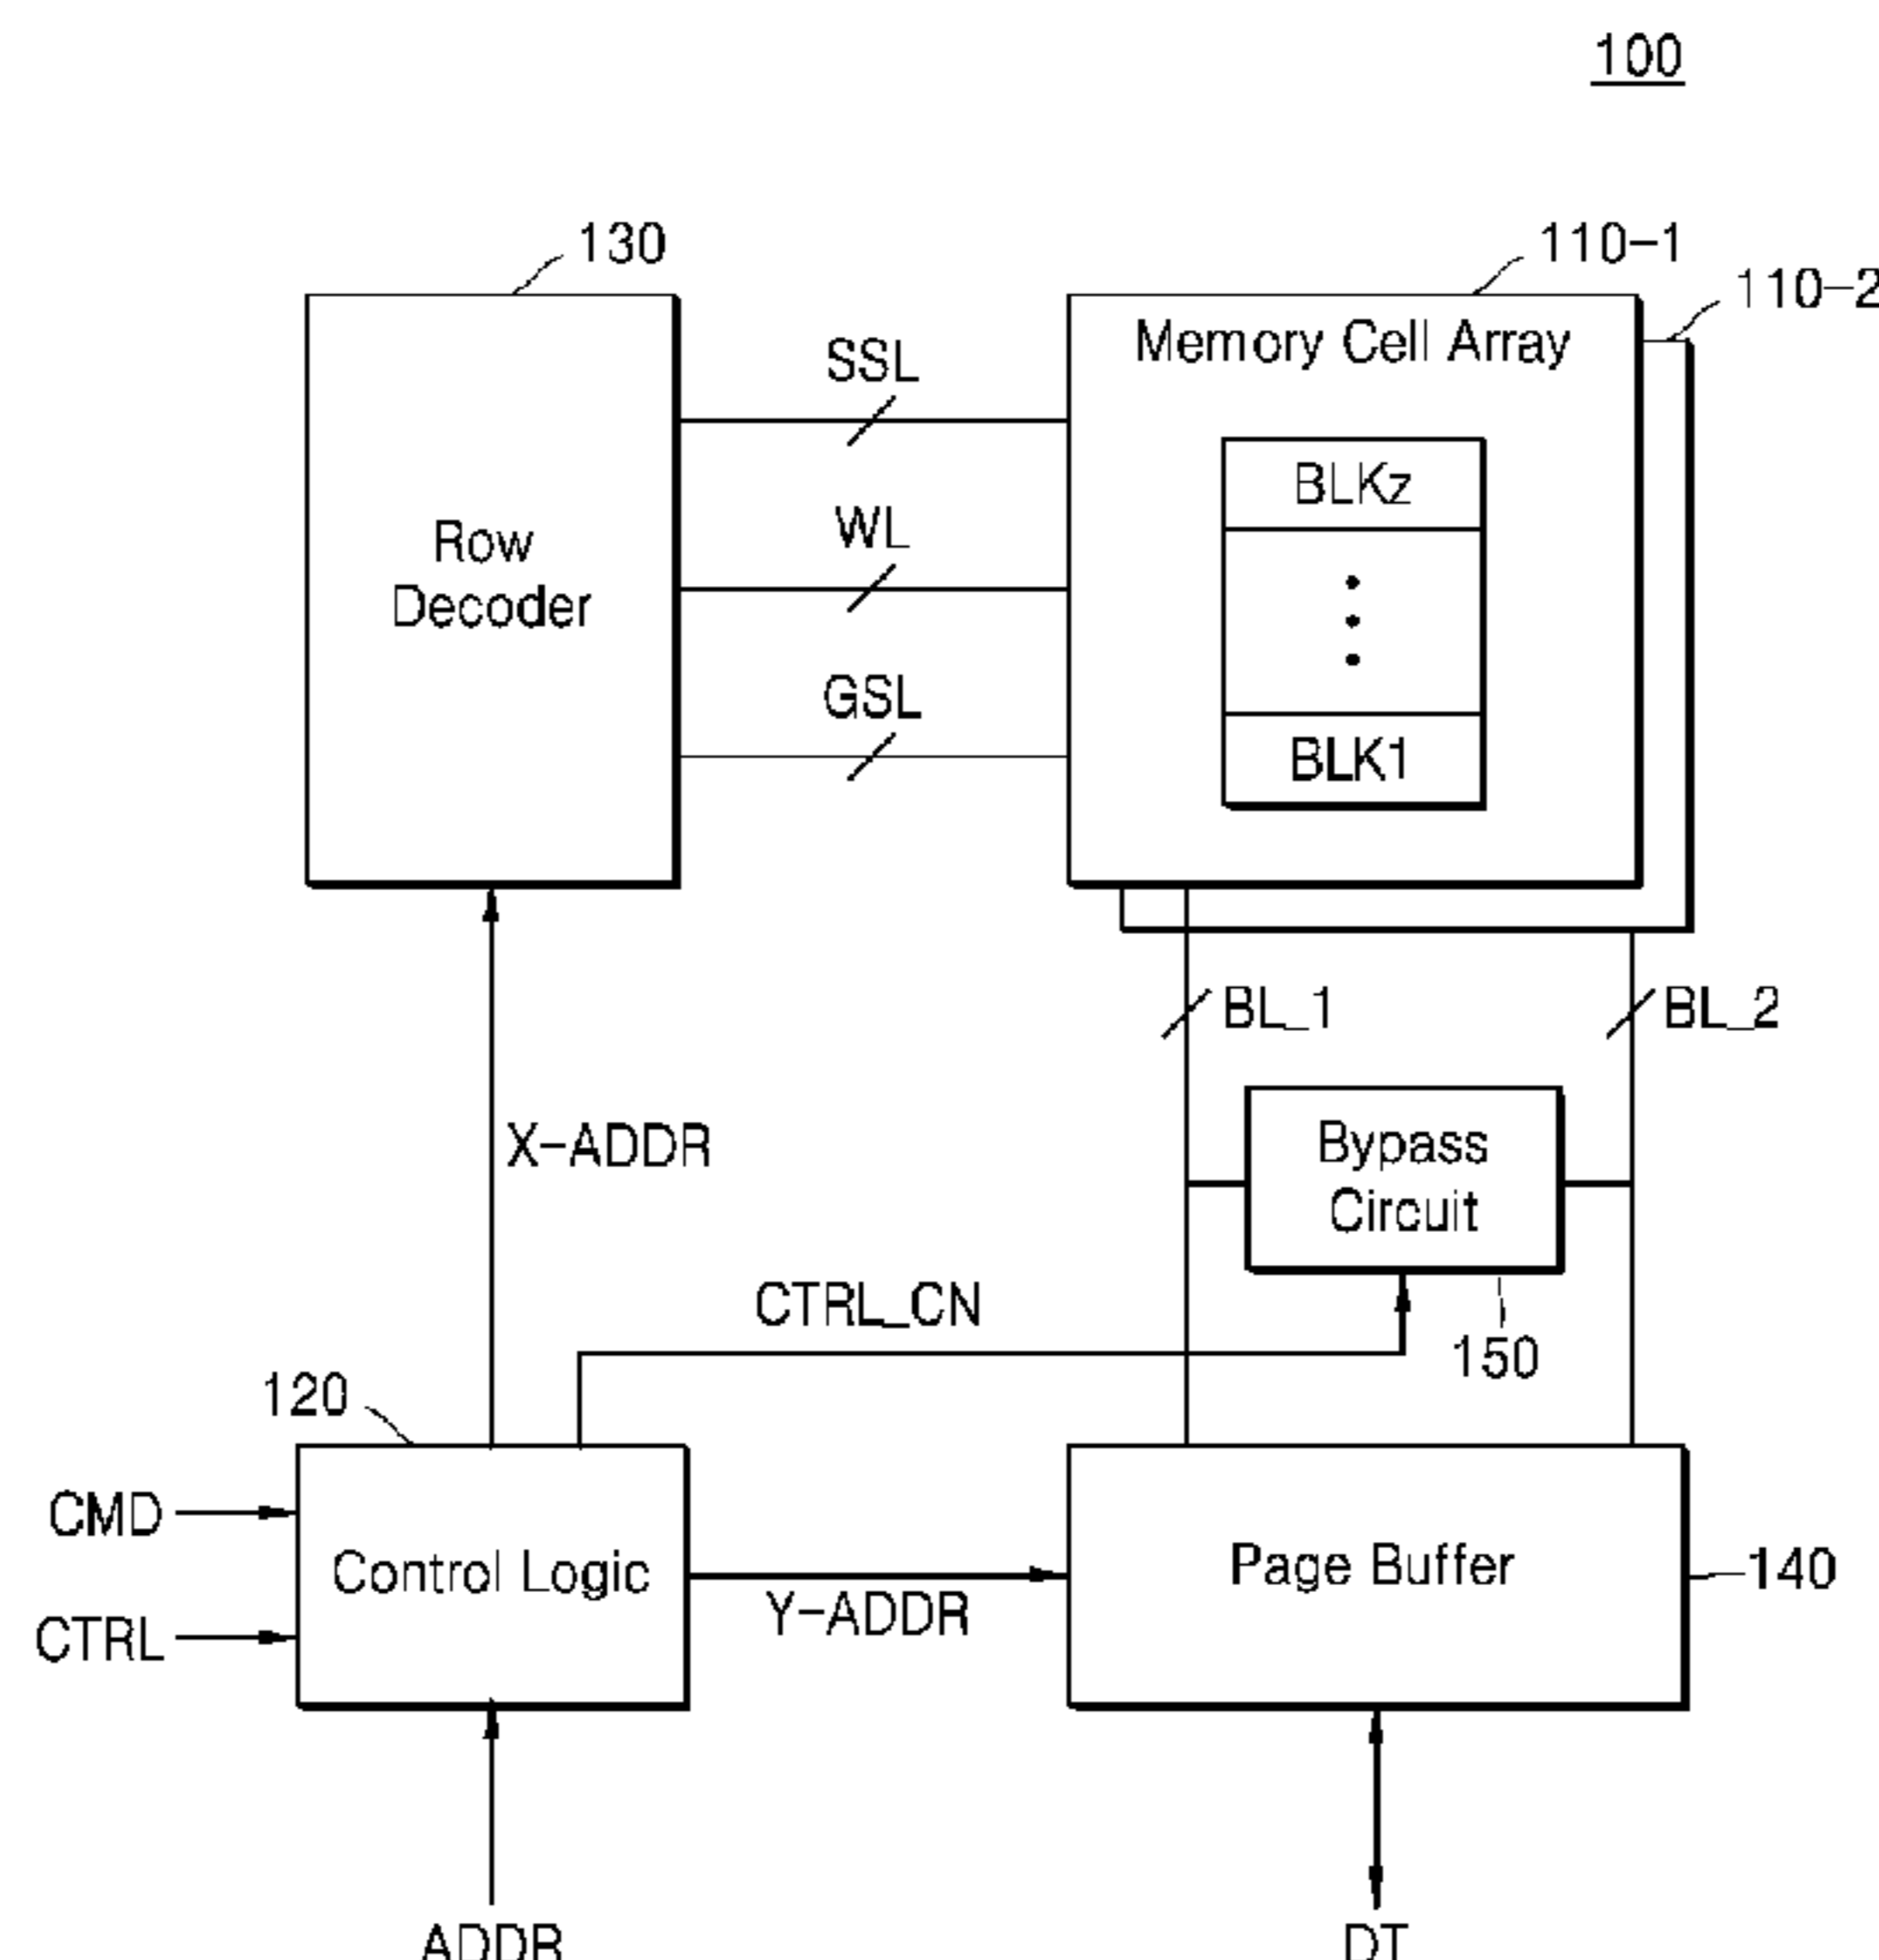 100
130
110-1
110-2
Memory Cell Array
SSL
BLKz
WL
Row
Decoder
GSL
BLK1
BL_1
BL_2
X-ADDR
Bypass
Circuit
CTRL_CN
150
120
CMD
Control Logic
Page Buffer
140
Y-ADDR
CTRL
ADDR
DT